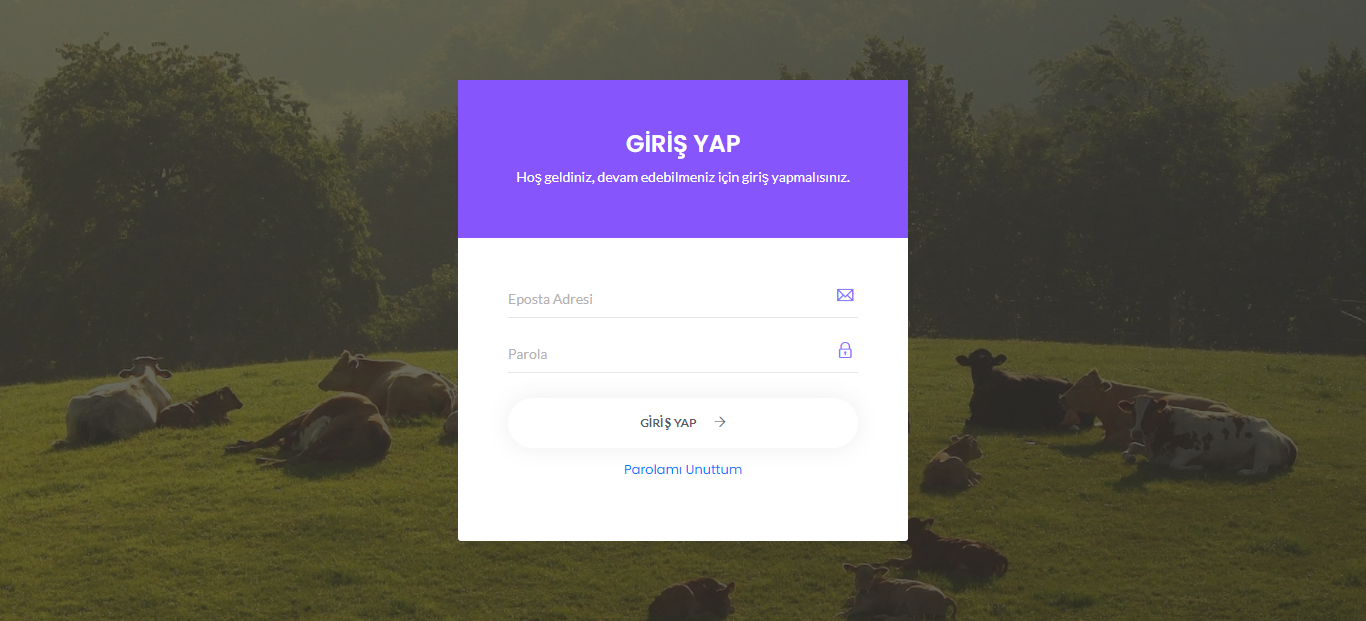 GİRİŞ YAP
Hoş geldiniz, devam edebilmeniz için giriş yapmalısınız.
Eposta Adresi
Parola
GİRİŞ YAP
Parolamı Unuttum